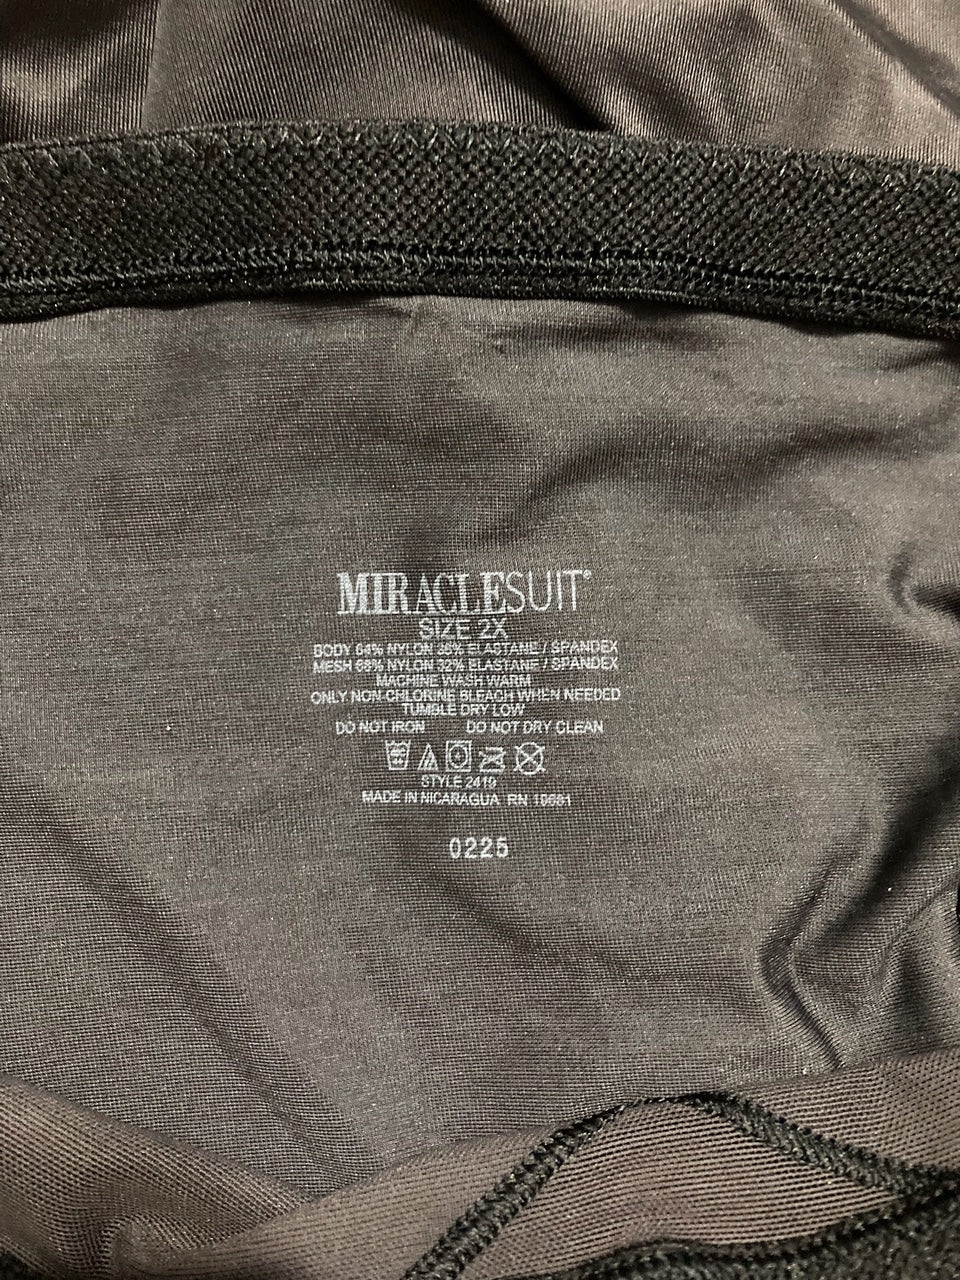 MIRACLESUIT®
SIZE 2X
BODY 64% NYLON 36% ELASTANE / SPANDEX
MESH 68% NYLON 32% ELASTANE / SPANDEX
MACHINE WASH WARM
ONLY NON-CHLORINE BLEACH WHEN NEEDED
TUMBLE DRY LOW
DO NOT IRON DO NOT DRY CLEAN
STYLE 2419
MADE IN NICARAGUA RN 16681
0225